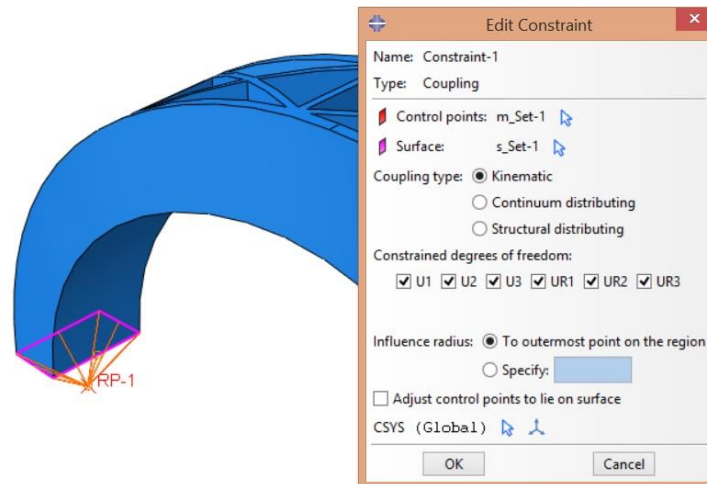 Edit Constraint
Name: Constraint-1
Type: Coupling
Control points: m_Set-1
Surface: s_Set-1
Coupling type: Kinematic
Continuum distributing
Structural distributing
Constrained degrees of freedom:
U1 U2 U3 UR1 UR2 UR3
Influence radius: To outermost point on the region
Specify:
Adjust control points to lie on surface
CSYS (Global)
OK Cancel
RP-1